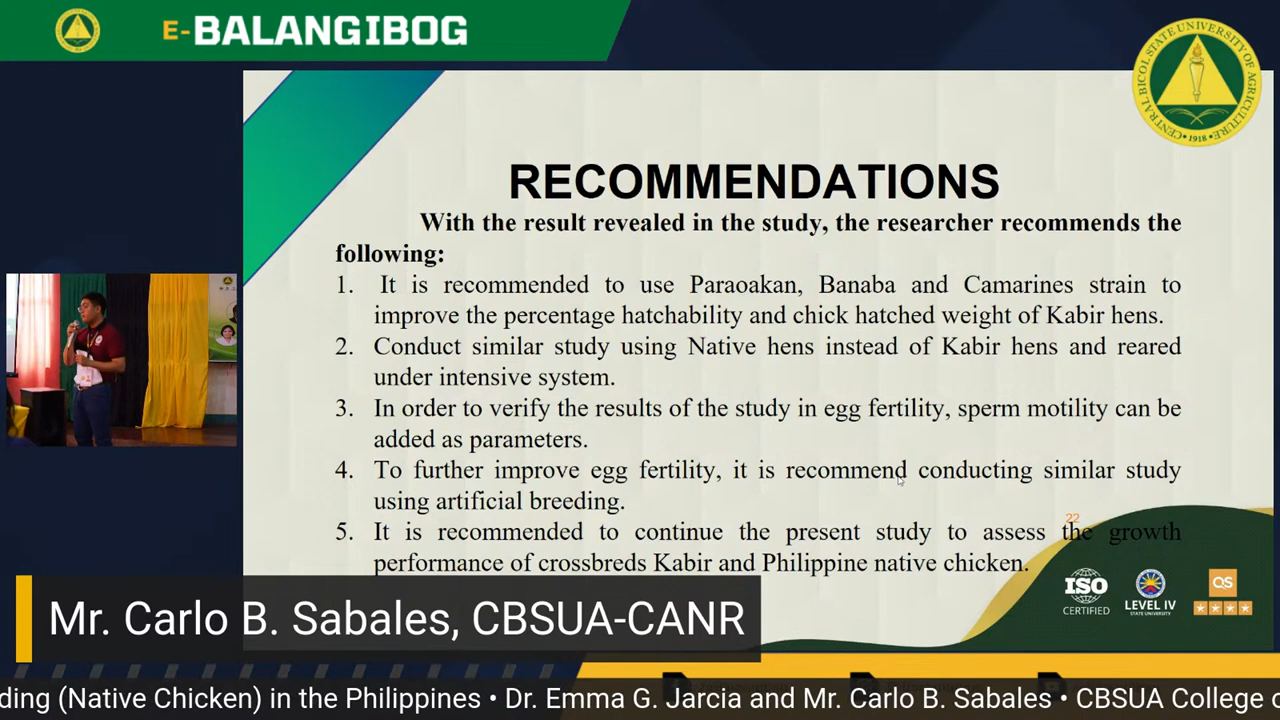 E-BALANGIBOG
CENTRAL BICOL STATE UNIVERSITY OF AGRICULTURE
• 1918 •
RECOMMENDATIONS
With the result revealed in the study, the researcher recommends the
following:
1. It is recommended to use Paraoakan, Banaba and Camarines strain to
improve the percentage hatchability and chick hatched weight of Kabir hens.
2. Conduct similar study using Native hens instead of Kabir hens and reared
under intensive system.
3. In order to verify the results of the study in egg fertility, sperm motility can be
added as parameters.
4. To further improve egg fertility, it is recommend conducting similar study
using artificial breeding.
22
5. It is recommended to continue the present study to assess the growth
performance of crossbreds Kabir and Philippine native chicken.
ISO
CERTIFIED
LEVEL IV
STATE UNIVERSITY
QS
Mr. Carlo B. Sabales, CBSUA-CANR
ding (Native Chicken) in the Philippines • Dr. Emma G. Jarcia and Mr. Carlo B. Sabales • CBSUA College